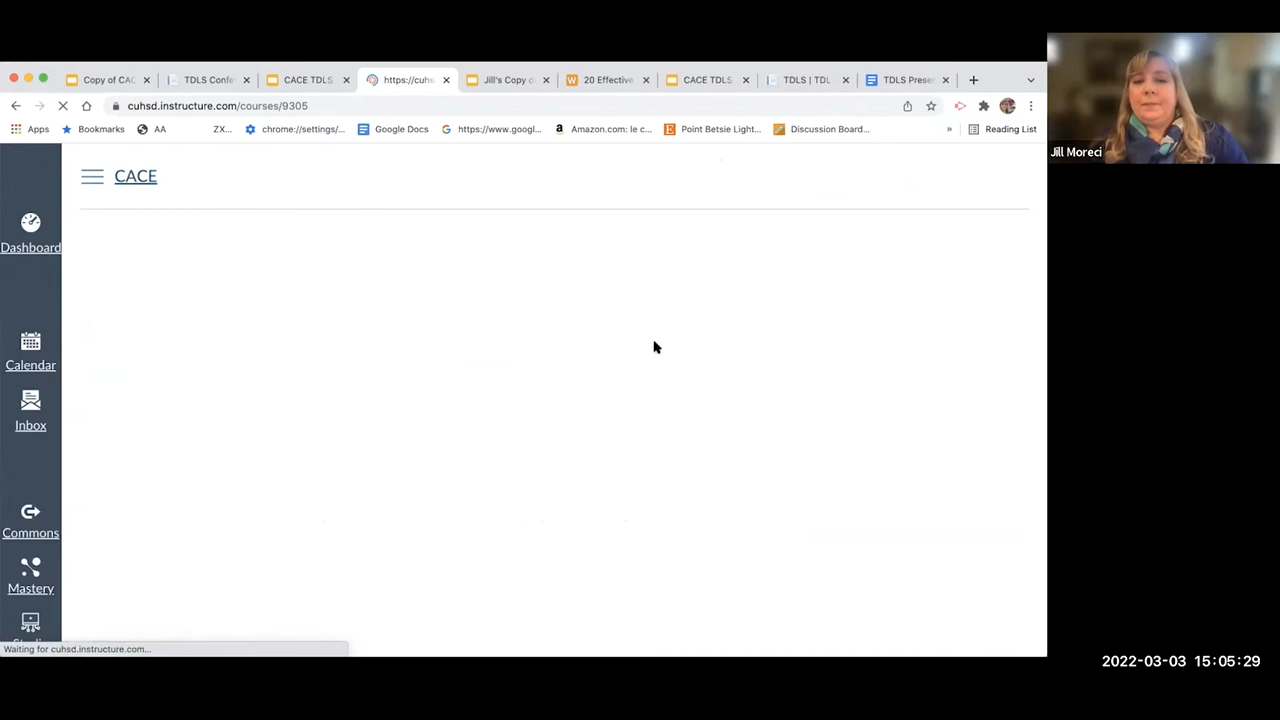 Copy of CAC
TDLS Confe
CACE TDLS
https://cuhs
Jill's Copy o
20 Effective
CACE TDLS
TDLS | TDL
TDLS Prese
cuhsd.instructure.com/courses/9305
Apps
Bookmarks
AA
ZX...
chrome://settings/...
Google Docs
https://www.googl...
Amazon.com: le c...
Point Betsie Light...
Discussion Board...
»
Reading List
Jill Moreci
CACE
Dashboard
Calendar
Inbox
Commons
Mastery
Waiting for cuhsd.instructure.com...
2022-03-03 15:05:29